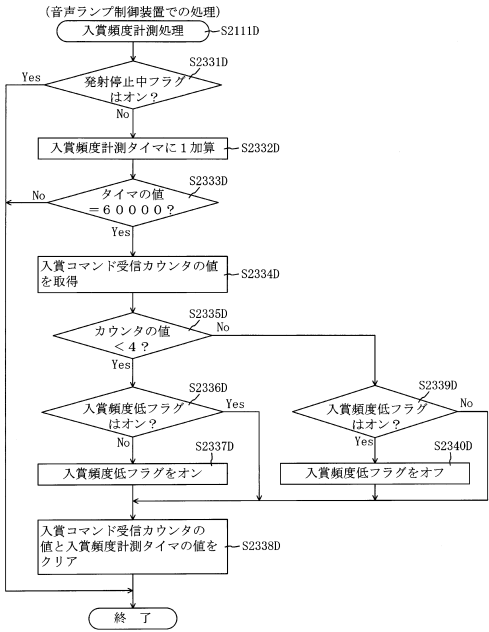 (音声ランプ制御装置での処理)
入賞頻度計測処理
S2111D
S2331D
Yes
発射停止中フラグ
はオン？
No
入賞頻度計測タイマに１加算
S2332D
S2333D
No
タイマの値
＝６００００？
Yes
入賞コマンド受信カウンタの値
を取得
S2334D
S2335D
カウンタの値
＜４？
No
Yes
S2336D
入賞頻度低フラグ
はオン？
Yes
No
S2339D
入賞頻度低フラグ
はオン？
No
Yes
S2337D
入賞頻度低フラグをオン
S2340D
入賞頻度低フラグをオフ
入賞コマンド受信カウンタの
値と入賞頻度計測タイマの値を
クリア
S2338D
終 了